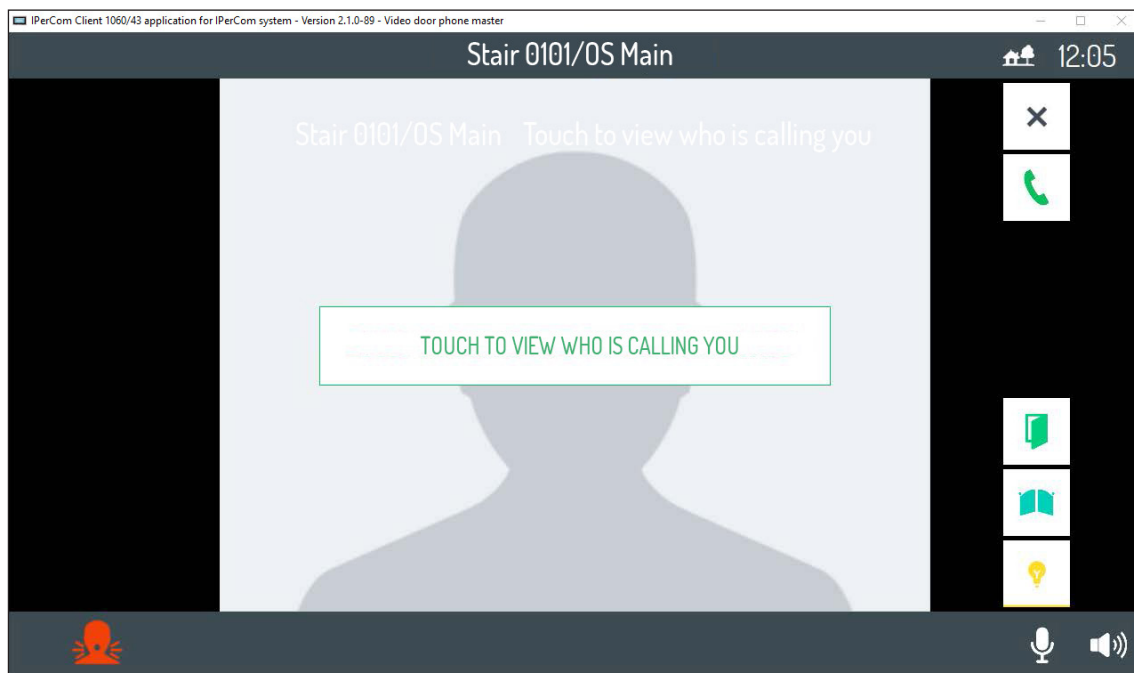 IPerCom Client 1060/43 application for IPerCom system - Version 2.1.0-89 - Video door phone master
Stair 0101/OS Main
12:05
Stair 0101/OS Main Touch to view who is calling you
TOUCH TO VIEW WHO IS CALLING YOU